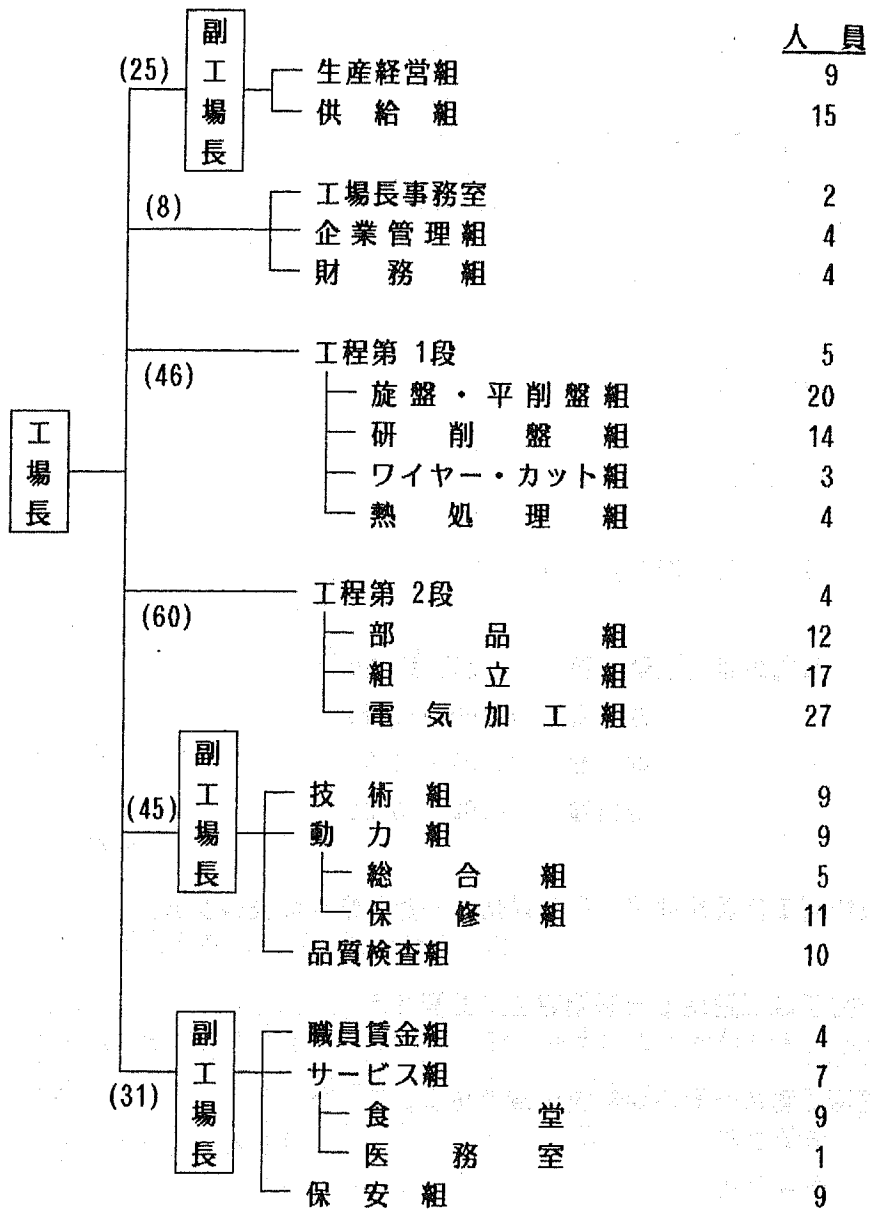 人員
副工場長
(25)
生産経営組 9
供給組 15
(8)
工場長事務室 2
企業管理組 4
財務組 4
工程第1段 5
(46)
旋盤・平削盤組 20
研削盤組 14
ワイヤー・カット組 3
熱処理組 4
工場長
工程第2段 4
(60)
部品組 12
組立組 17
電気加工組 27
副工場長
(45)
技術組 9
動力組 9
総合組 5
保修組 11
品質検査組 10
副工場長
(31)
職員賃金組 4
サービス組 7
食堂 9
医務室 1
保安組 9